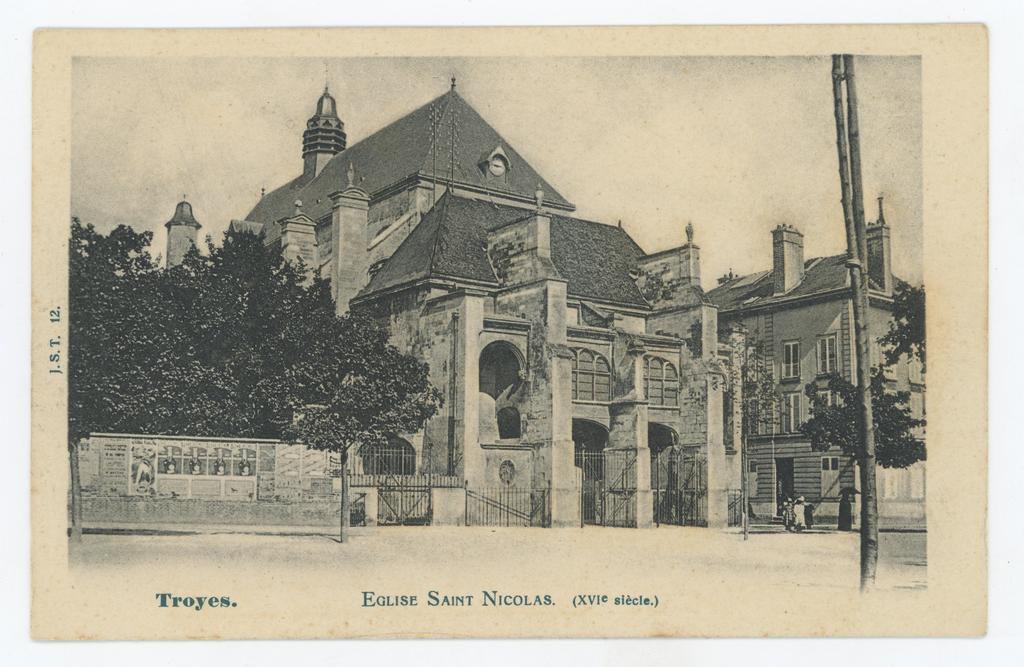 J.S.T. 12.
Troyes. EGLISE SAINT NICOLAS. (XVIe siècle.)